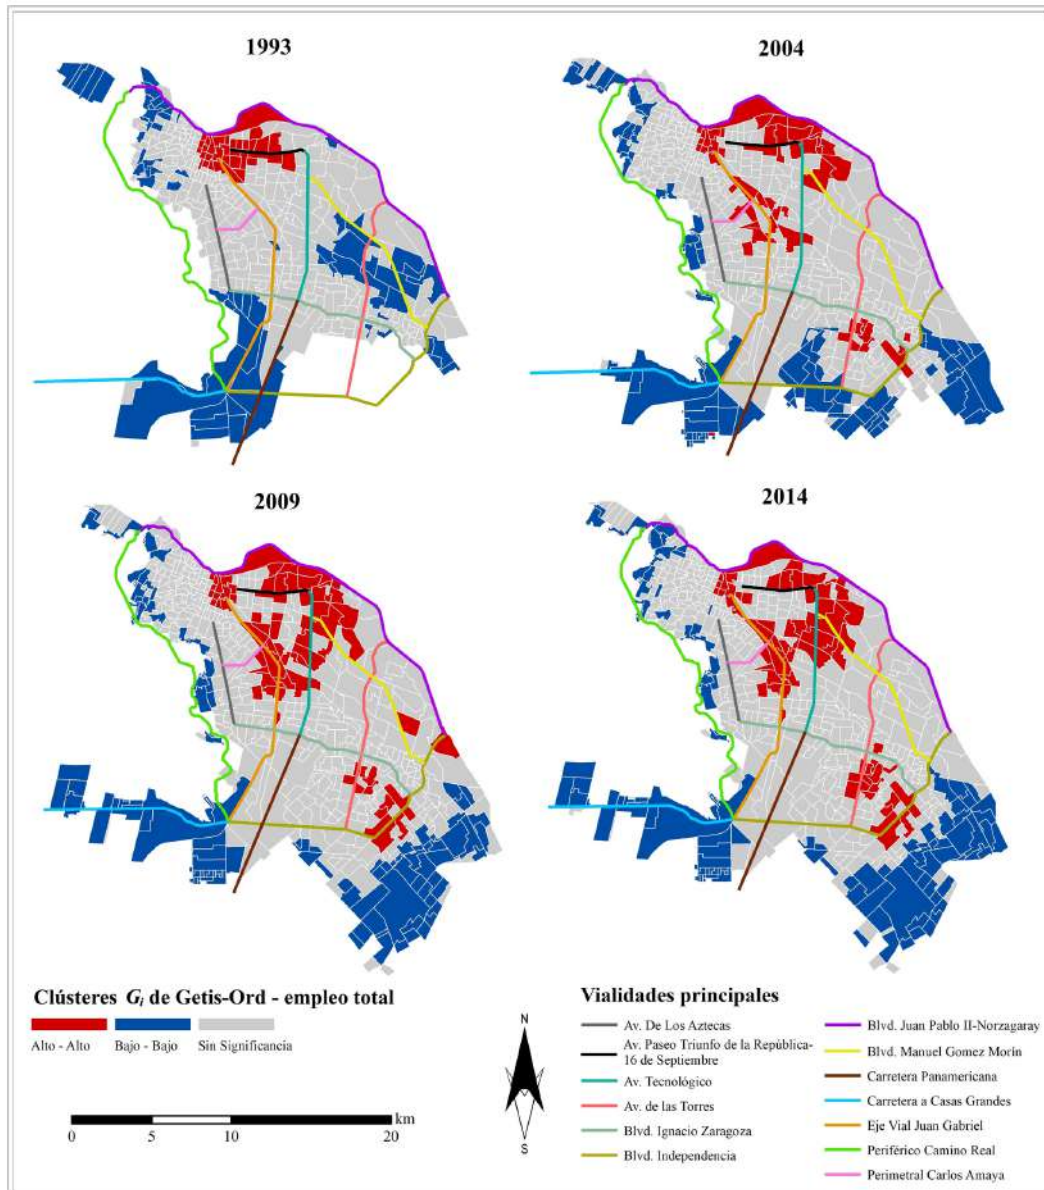 1993
2004
2009
2014
Clústeres Gi de Getis-Ord - empleo total
Alto - Alto
Bajo - Bajo
Sin Significancia
km
0
5
10
20
N
S
Vialidades principales
Av. De Los Aztecas
Av. Paseo Triunfo de la República-
16 de Septiembre
Av. Tecnológico
Av. de las Torres
Blvd. Ignacio Zaragoza
Blvd. Independencia
Blvd. Juan Pablo II-Norzagaray
Blvd. Manuel Gomez Morín
Carretera Panamericana
Carretera a Casas Grandes
Eje Vial Juan Gabriel
Periférico Camino Real
Perimetral Carlos Amaya